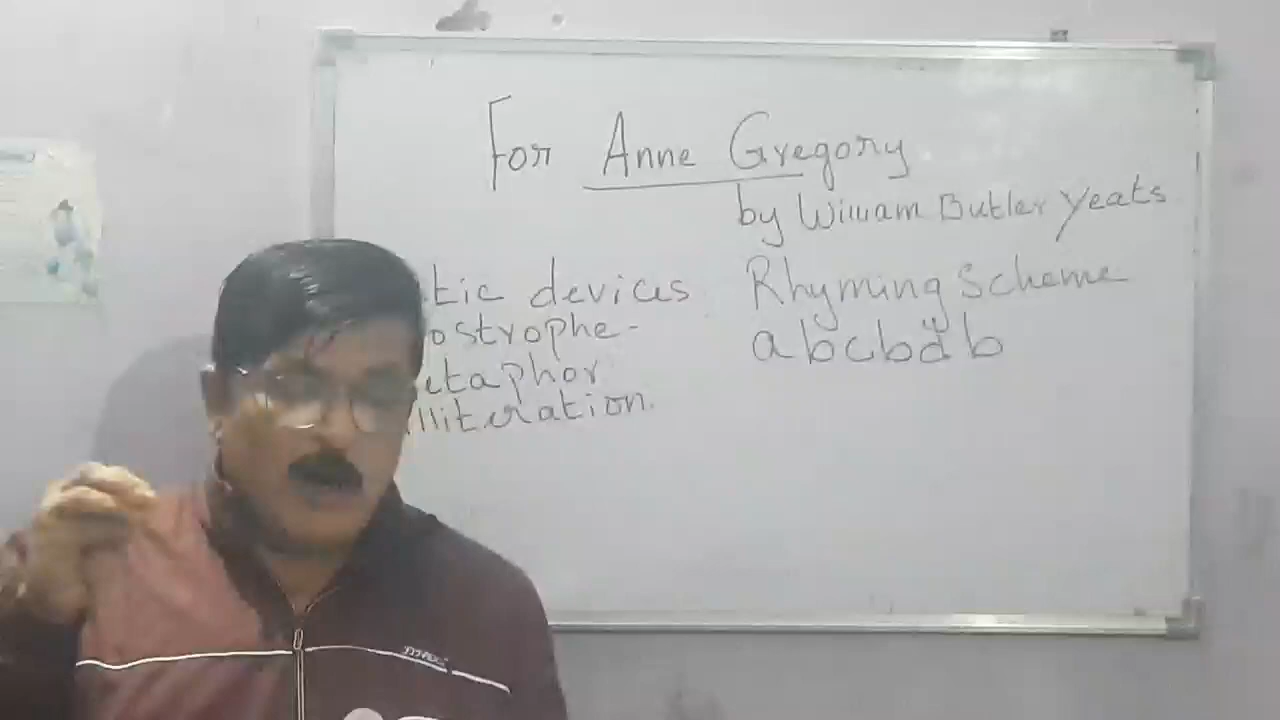 For Anne Gregory
by William Butler Yeats
tic devices
ostrophe-
etaphor
lliteration.
Rhyming Scheme
abcbdb